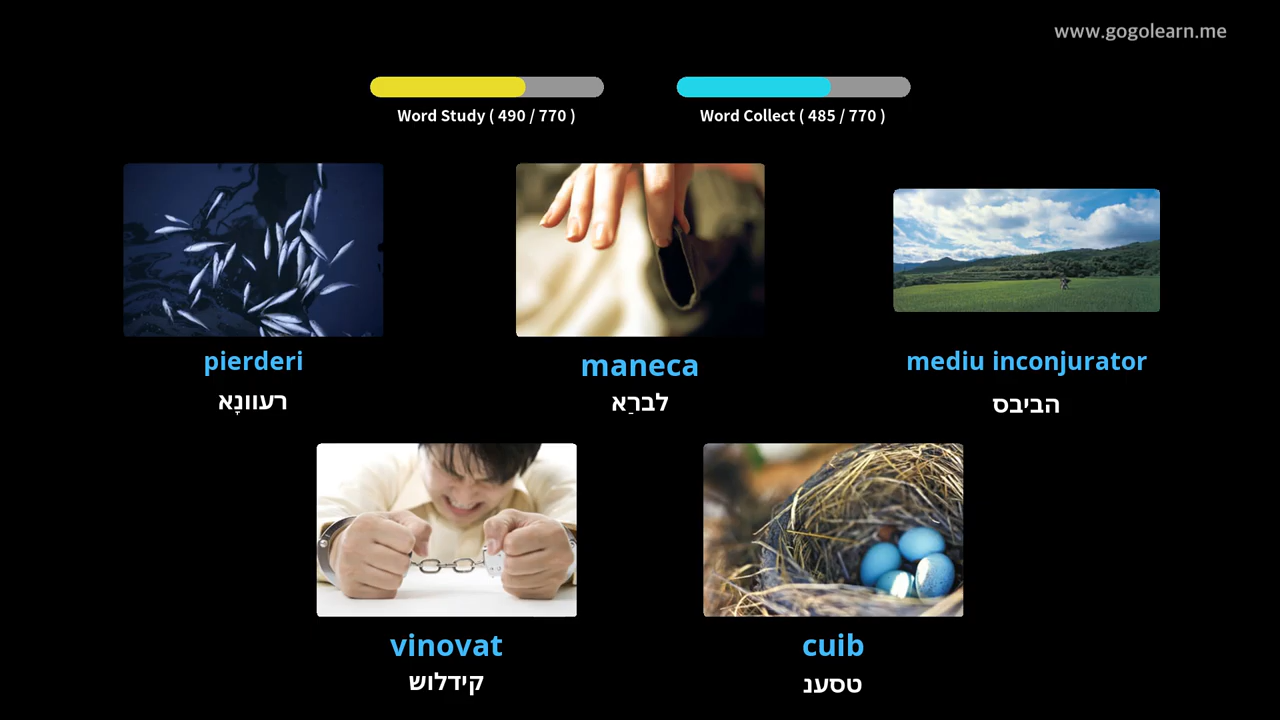 www.gogolearn.me
Word Study ( 490 / 770 )
Word Collect ( 485 / 770 )
pierderi
רעוונָא
maneca
לברַא
mediu inconjurator
הביבס
vinovat
קידלוש
cuib
טסענ